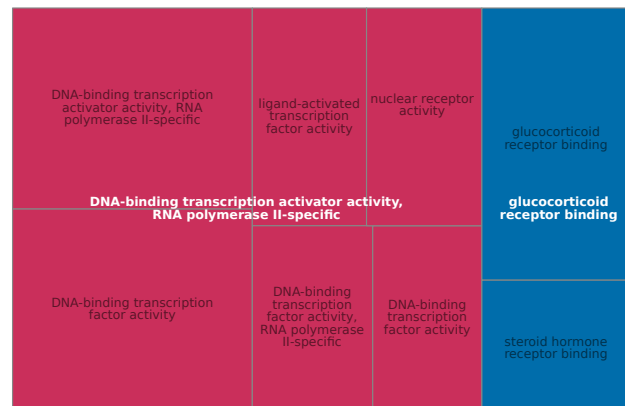 DNA-binding transcription
activator activity, RNA
polymerase II-specific
ligand-activated
transcription
factor activity
nuclear receptor
activity
glucocorticoid
receptor binding
DNA-binding transcription activator activity,
RNA polymerase II-specific
glucocorticoid
receptor binding
DNA-binding transcription
factor activity
DNA-binding
transcription
factor activity,
RNA polymerase
II-specific
DNA-binding
transcription
factor activity
steroid hormone
receptor binding